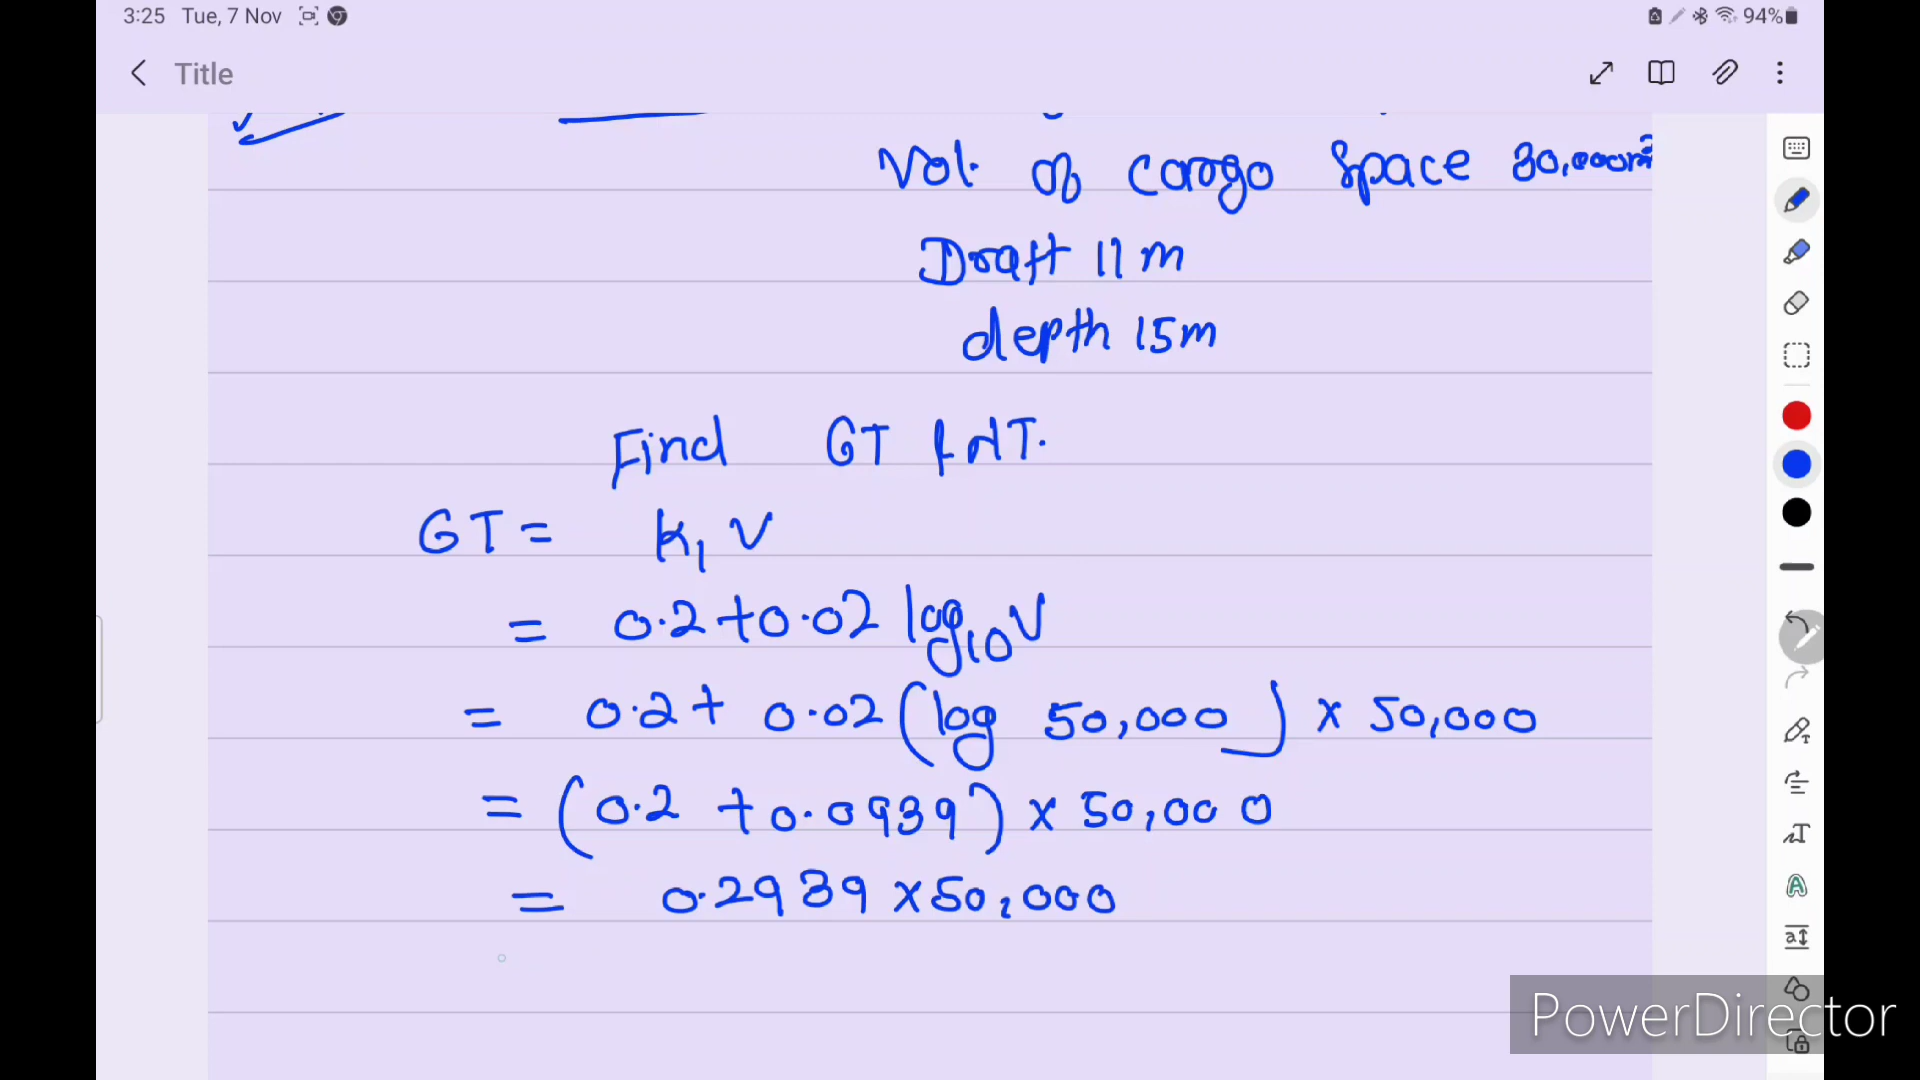 3:25 Tue, 7 Nov 94%
Title
Vol. of cargo space 30,000m³
Draft 11 m
depth 15m
Find GT & NT.
GT = K₁ V
= 0.2 + 0.02 log₁₀V
= 0.2 + 0.02 (log 50,000) x 50,000
= (0.2 + 0.0939) x 50,000
= 0.2939 x 50,000
PowerDirector